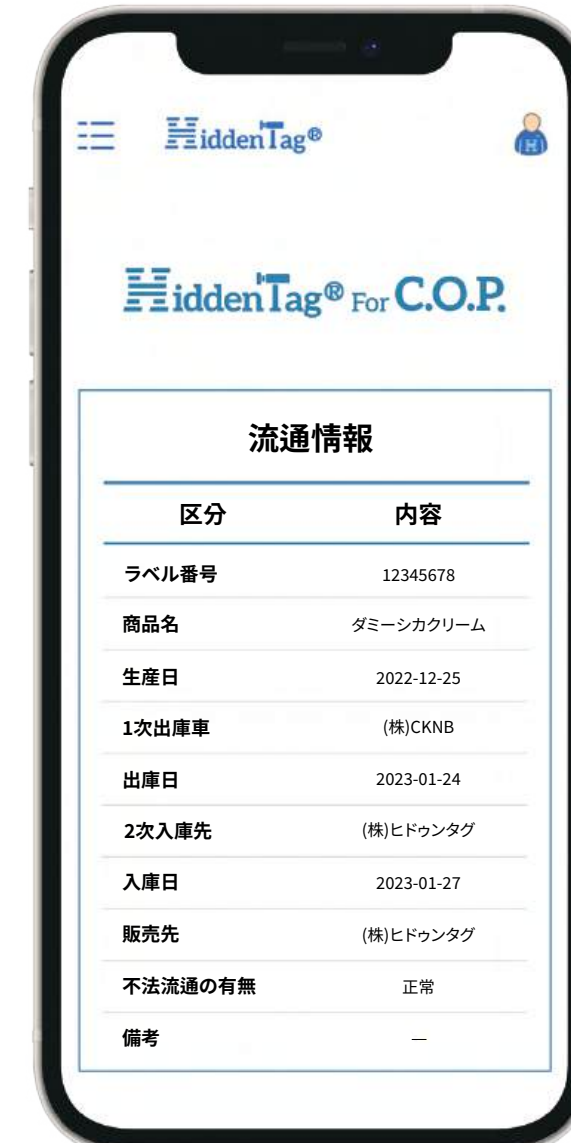 HiddenTag®
HiddenTag® For C.O.P.
流通情報
区分 内容
ラベル番号 12345678
商品名 ダミーシカクリーム
生産日 2022-12-25
1次出庫車 (株)CKNB
出庫日 2023-01-24
2次入庫先 (株)ヒドゥンタグ
入庫日 2023-01-27
販売先 (株)ヒドゥンタグ
不法流通の有無 正常
備考 —